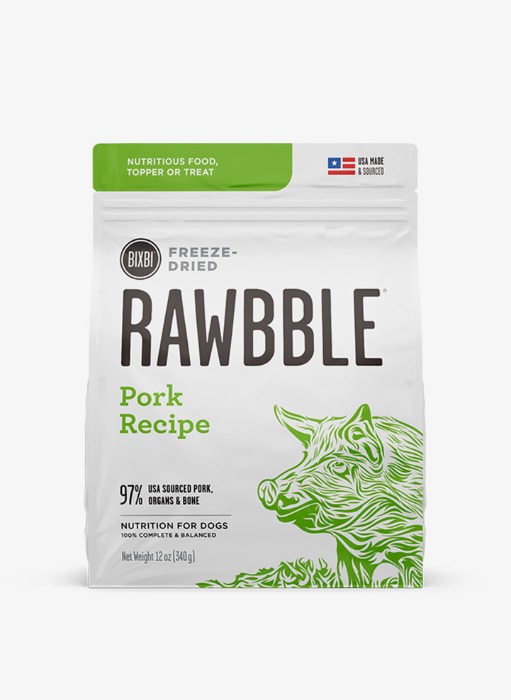 NUTRITIOUS FOOD,
TOPPER OR TREAT
USA MADE
& SOURCED
BIXBI
FREEZE-
DRIED
RAWBBLE®
Pork
Recipe
97% USA SOURCED PORK,
ORGANS & BONE
NUTRITION FOR DOGS
100% COMPLETE & BALANCED
Net Weight 12 oz (340g)